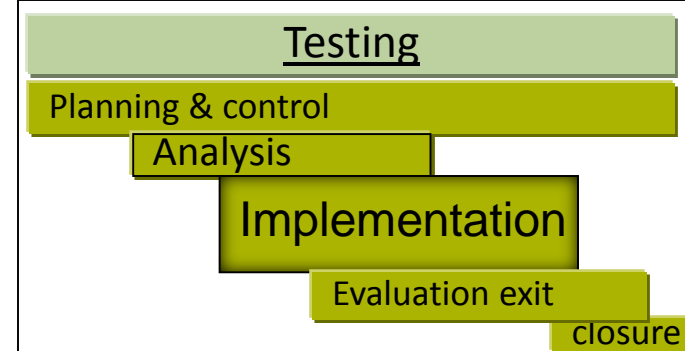 Testing
Planning & control
Analysis
Implementation
Evaluation exit
closure